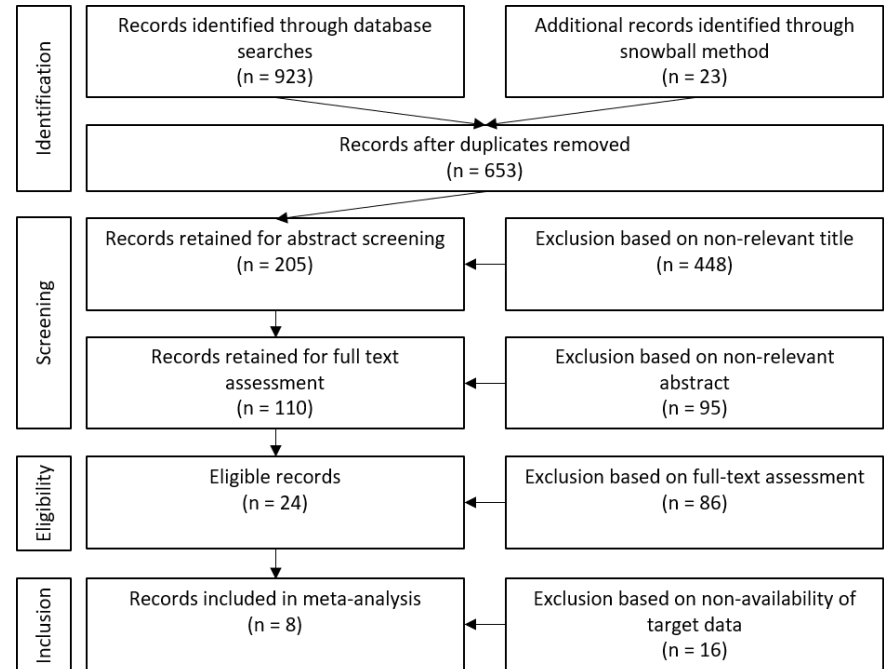 Identification
Records identified through database
searches
(n = 923)
Additional records identified through
snowball method
(n = 23)
Records after duplicates removed
(n = 653)
Screening
Records retained for abstract screening
(n = 205)
Exclusion based on non-relevant title
(n = 448)
Records retained for full text
assessment
(n = 110)
Exclusion based on non-relevant
abstract
(n = 95)
Eligibility
Eligible records
(n = 24)
Exclusion based on full-text assessment
(n = 86)
Inclusion
Records included in meta-analysis
(n = 8)
Exclusion based on non-availability of
target data
(n = 16)